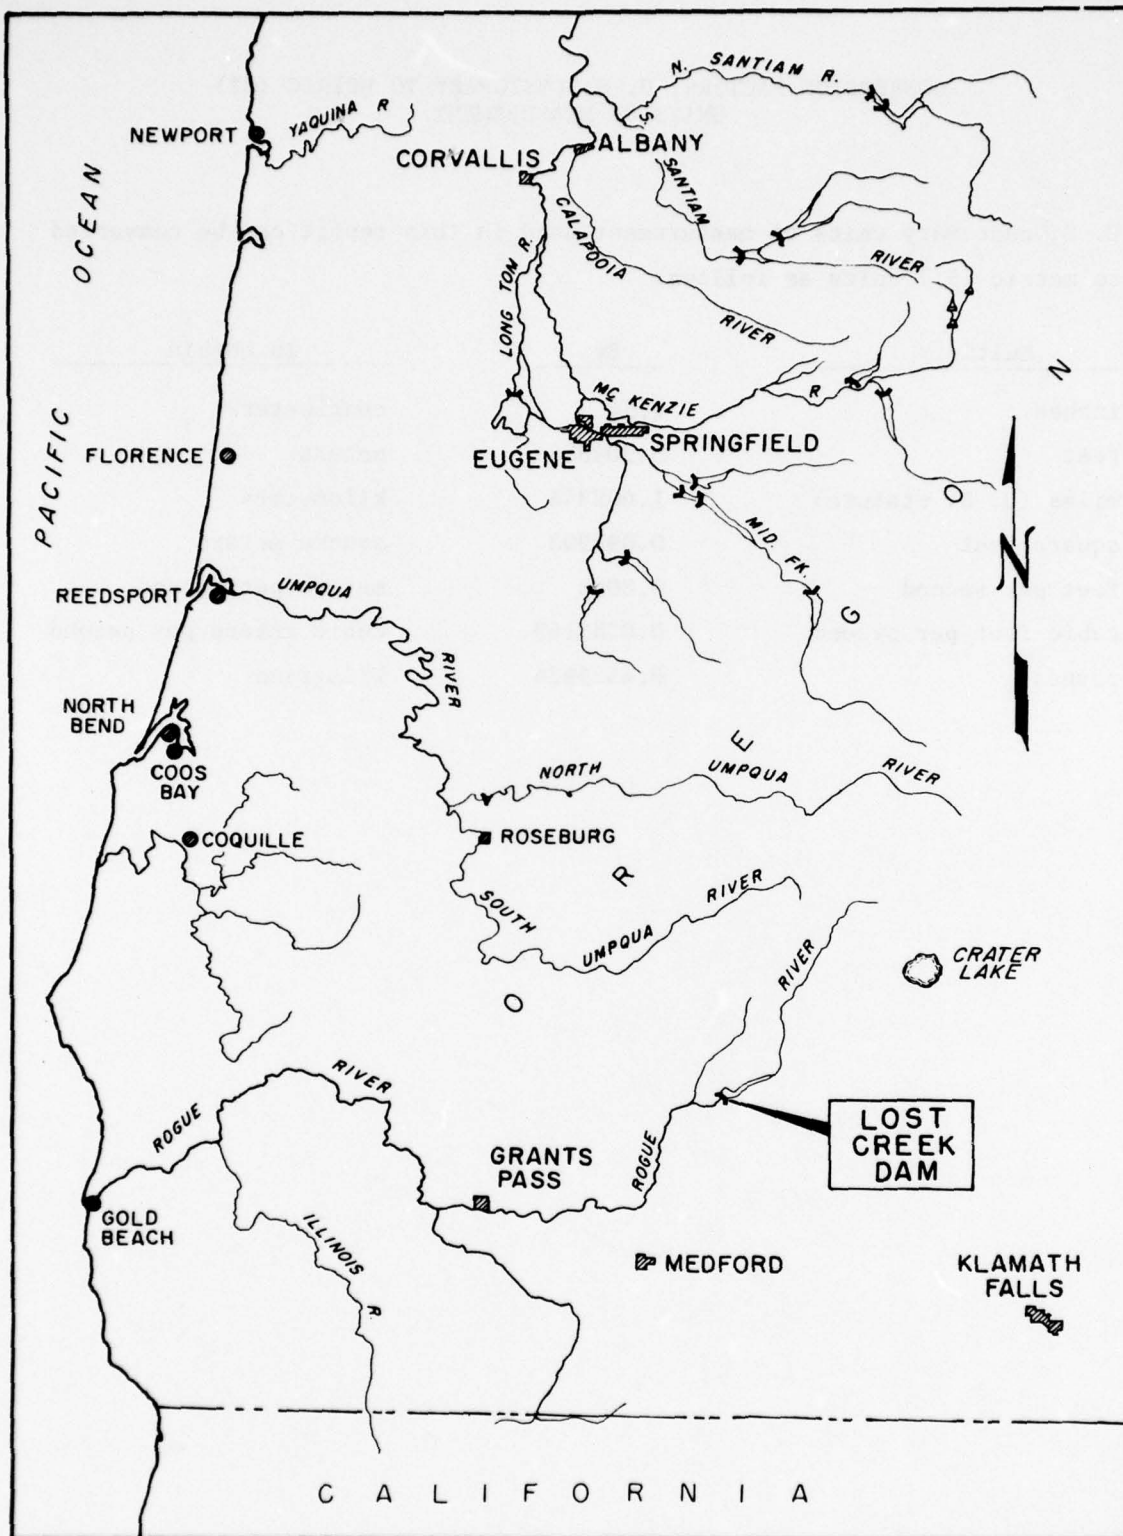 N. SANTIAM R.
NEWPORT
YAQUINA R
CORVALLIS
ALBANY
S. SANTIAM
RIVER
PACIFIC OCEAN
CALAPOOIA
RIVER
LONG TOM R.
Mc KENZIE
R
EUGENE
SPRINGFIELD
FLORENCE
MID. FK.
N
REEDSPORT
UMPQUA
RIVER
NORTH
BEND
COOS
BAY
NORTH UMPQUA RIVER
COQUILLE
ROSEBURG
SOUTH UMPQUA RIVER
OREGON
CRATER
LAKE
RIVER
ROGUE RIVER
LOST
CREEK
DAM
GRANTS
PASS
ROGUE
GOLD
BEACH
ILLINOIS R.
MEDFORD
KLAMATH
FALLS
CALIFORNIA